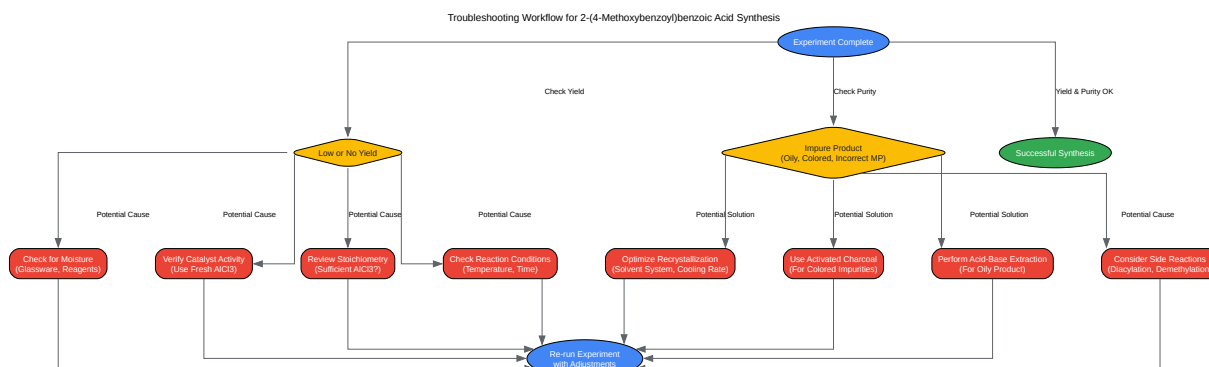 Troubleshooting Workflow for 2-(4-Methoxybenzoyl)benzoic Acid Synthesis
Experiment Complete
Check Yield
Check Purity
Yield & Purity OK
Low or No Yield
Impure Product
(Oily, Colored, Incorrect MP)
Successful Synthesis
Potential Cause
Potential Cause
Potential Cause
Potential Cause
Potential Solution
Potential Solution
Potential Solution
Potential Cause
Check for Moisture
(Glassware, Reagents)
Verify Catalyst Activity
(Use Fresh AlCl3)
Review Stoichiometry
(Sufficient AlCl3?)
Check Reaction Conditions
(Temperature, Time)
Optimize Recrystallization
(Solvent System, Cooling Rate)
Use Activated Charcoal
(For Colored Impurities)
Perform Acid-Base Extraction
(For Oily Product)
Consider Side Reactions
(Diacylation, Demethylation
Re-run Experiment
with Adjustments